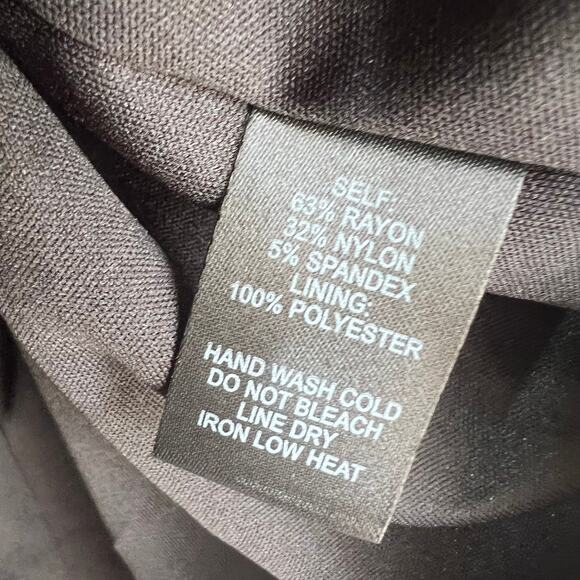 SELF:
63% RAYON
32% NYLON
5% SPANDEX
LINING:
100% POLYESTER
HAND WASH COLD
DO NOT BLEACH
LINE DRY
IRON LOW HEAT